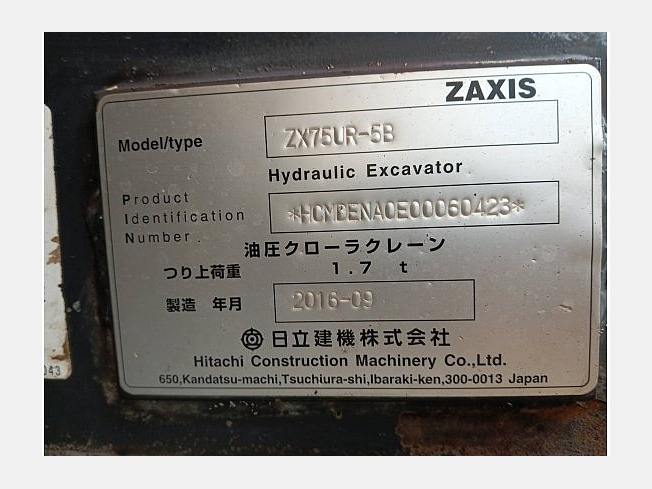 ZAXIS
Model/type ZX75UR-5B
Hydraulic Excavator
Product
Identification *HCMDENA0E00060423*
Number
油圧クローラクレーン
つり上荷重 1.7 t
製造 年月 2016-09
日立建機株式会社
Hitachi Construction Machinery Co.,Ltd.
650,Kandatsu-machi,Tsuchiura-shi,Ibaraki-ken,300-0013 Japan
043